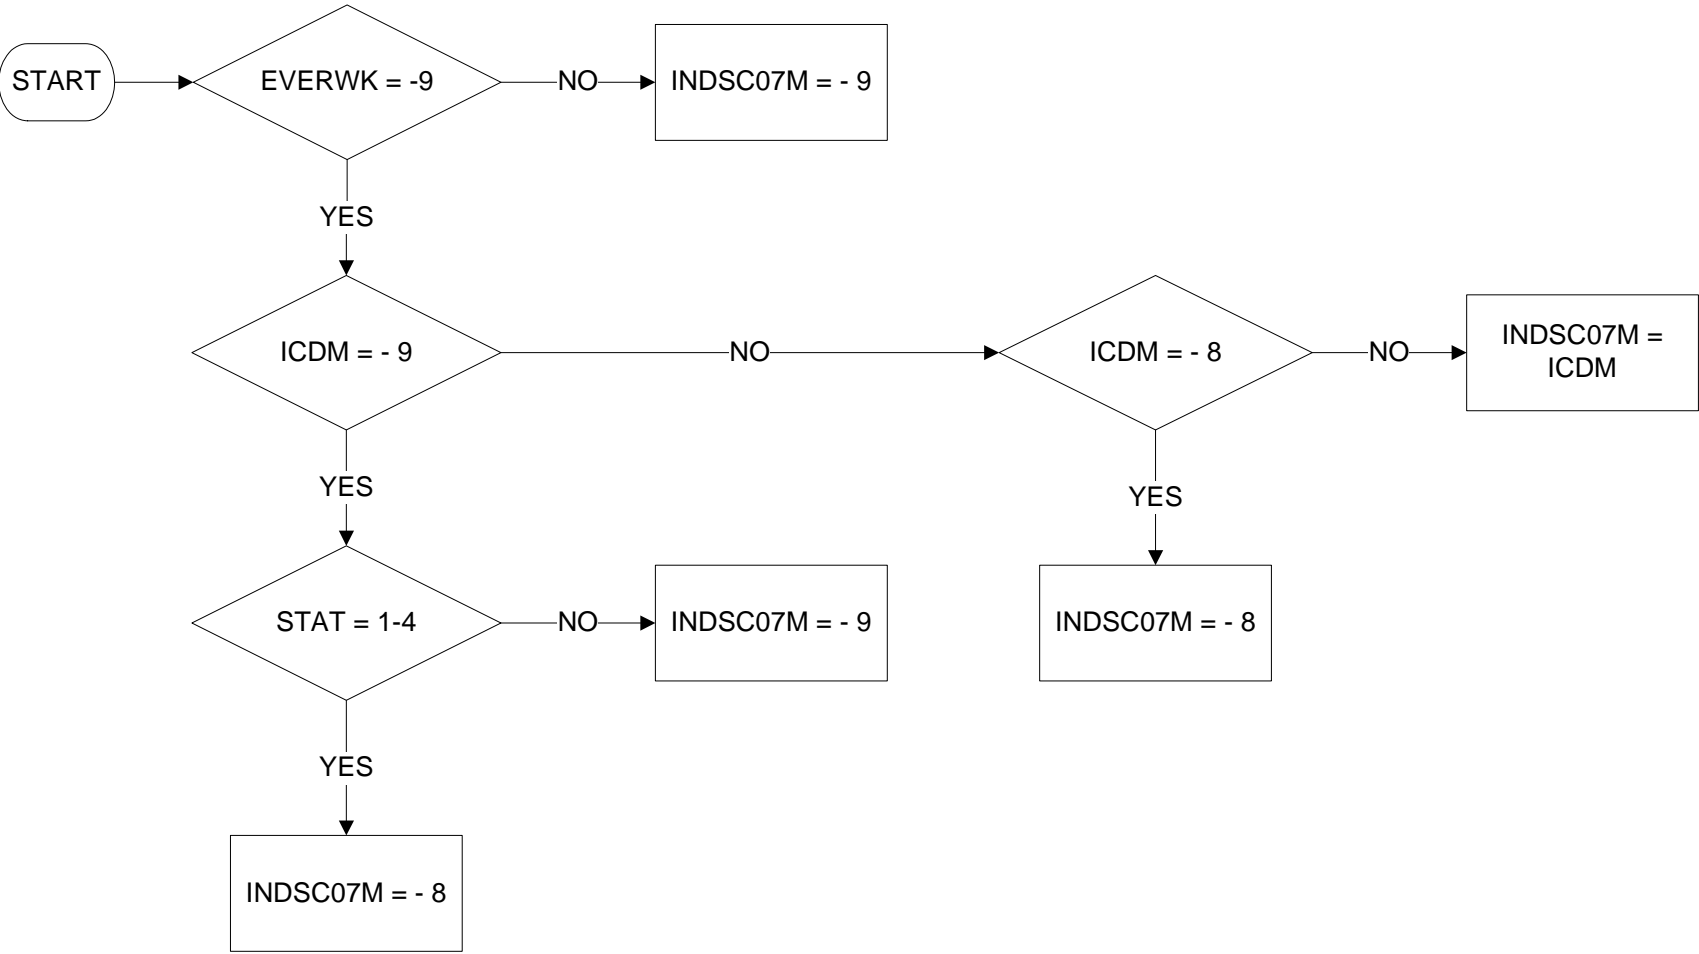 START
EVERWK = -9
NO
INDSC07M = - 9
YES
ICDM = - 9
NO
ICDM = - 8
NO
INDSC07M =
ICDM
YES
YES
STAT = 1-4
NO
INDSC07M = - 9
INDSC07M = - 8
YES
INDSC07M = - 8